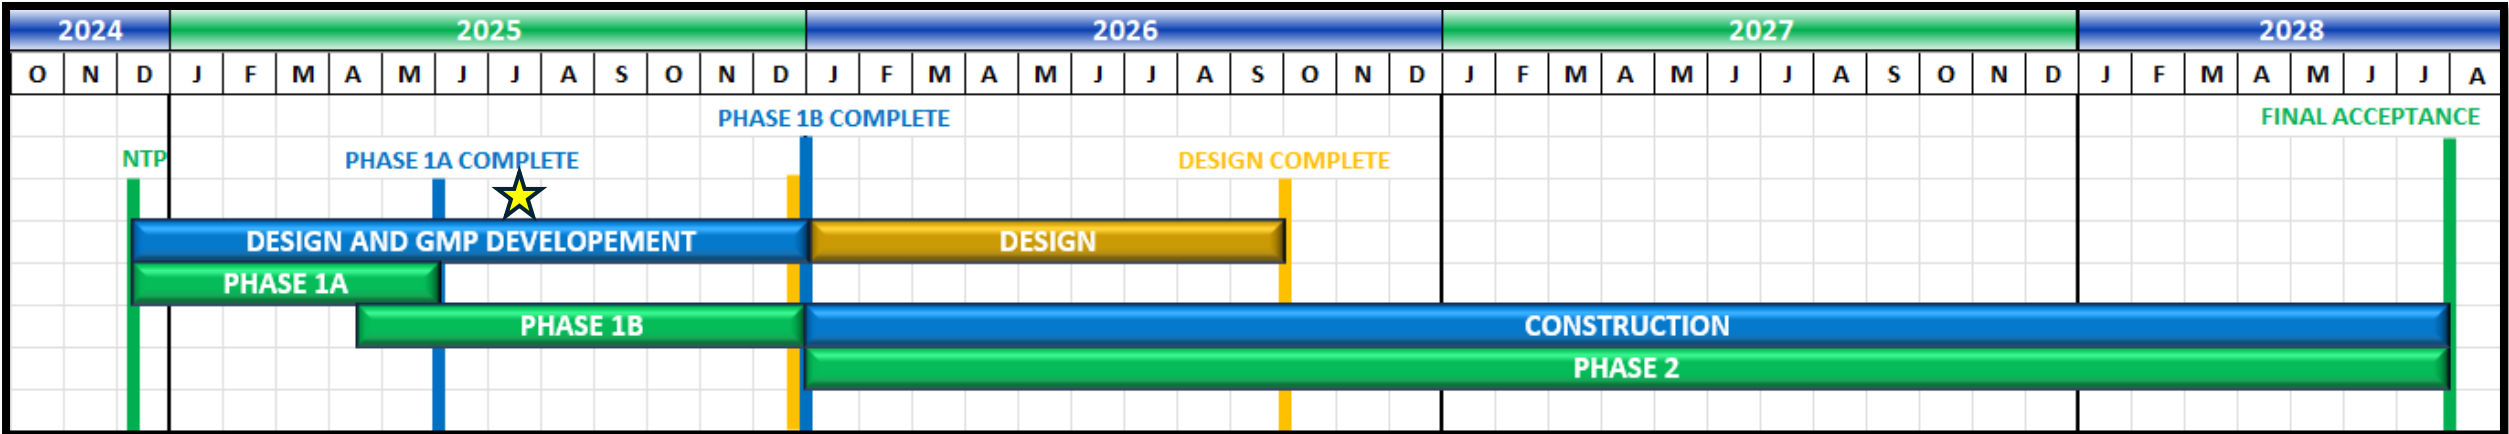 2024 2025 2026 2027 2028
O N D J F M A M J J A S O N D J F M A M J J A S O N D J F M A M J J A S O N D J F M A M J J A
PHASE 1B COMPLETE FINAL ACCEPTANCE
NTP PHASE 1A COMPLETE DESIGN COMPLETE
DESIGN AND GMP DEVELOPEMENT DESIGN
PHASE 1A
PHASE 1B CONSTRUCTION
PHASE 2